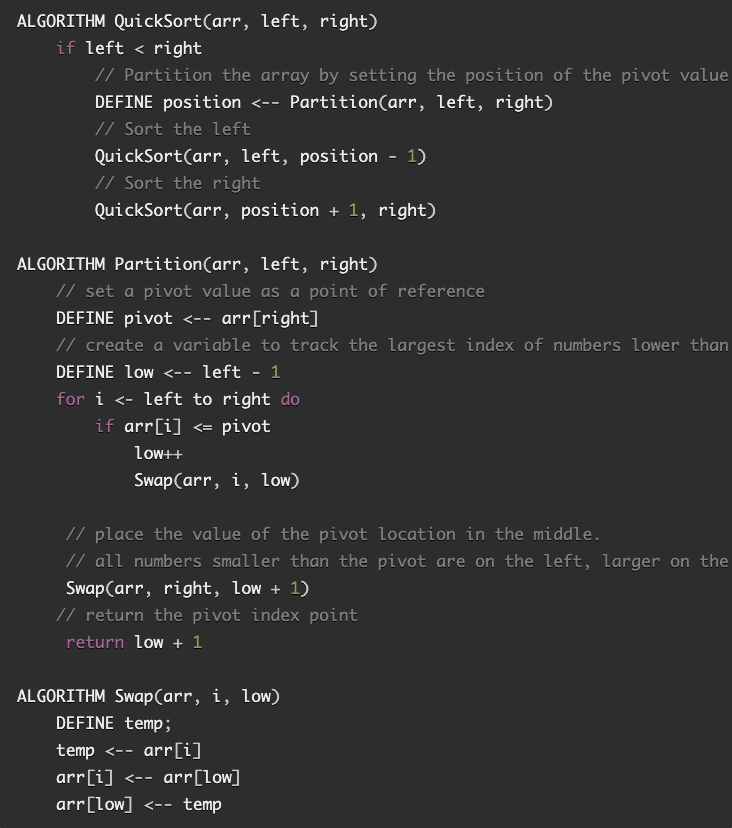 ALGORITHM QuickSort(arr, left, right)
    if left < right
        // Partition the array by setting the position of the pivot value
        DEFINE position <-- Partition(arr, left, right)
        // Sort the left
        QuickSort(arr, left, position - 1)
        // Sort the right
        QuickSort(arr, position + 1, right)

ALGORITHM Partition(arr, left, right)
    // set a pivot value as a point of reference
    DEFINE pivot <-- arr[right]
    // create a variable to track the largest index of numbers lower than
    DEFINE low <-- left - 1
    for i <- left to right do
        if arr[i] <= pivot
            low++
            Swap(arr, i, low)

     // place the value of the pivot location in the middle.
     // all numbers smaller than the pivot are on the left, larger on the
     Swap(arr, right, low + 1)
    // return the pivot index point
     return low + 1

ALGORITHM Swap(arr, i, low)
    DEFINE temp;
    temp <-- arr[i]
    arr[i] <-- arr[low]
    arr[low] <-- temp